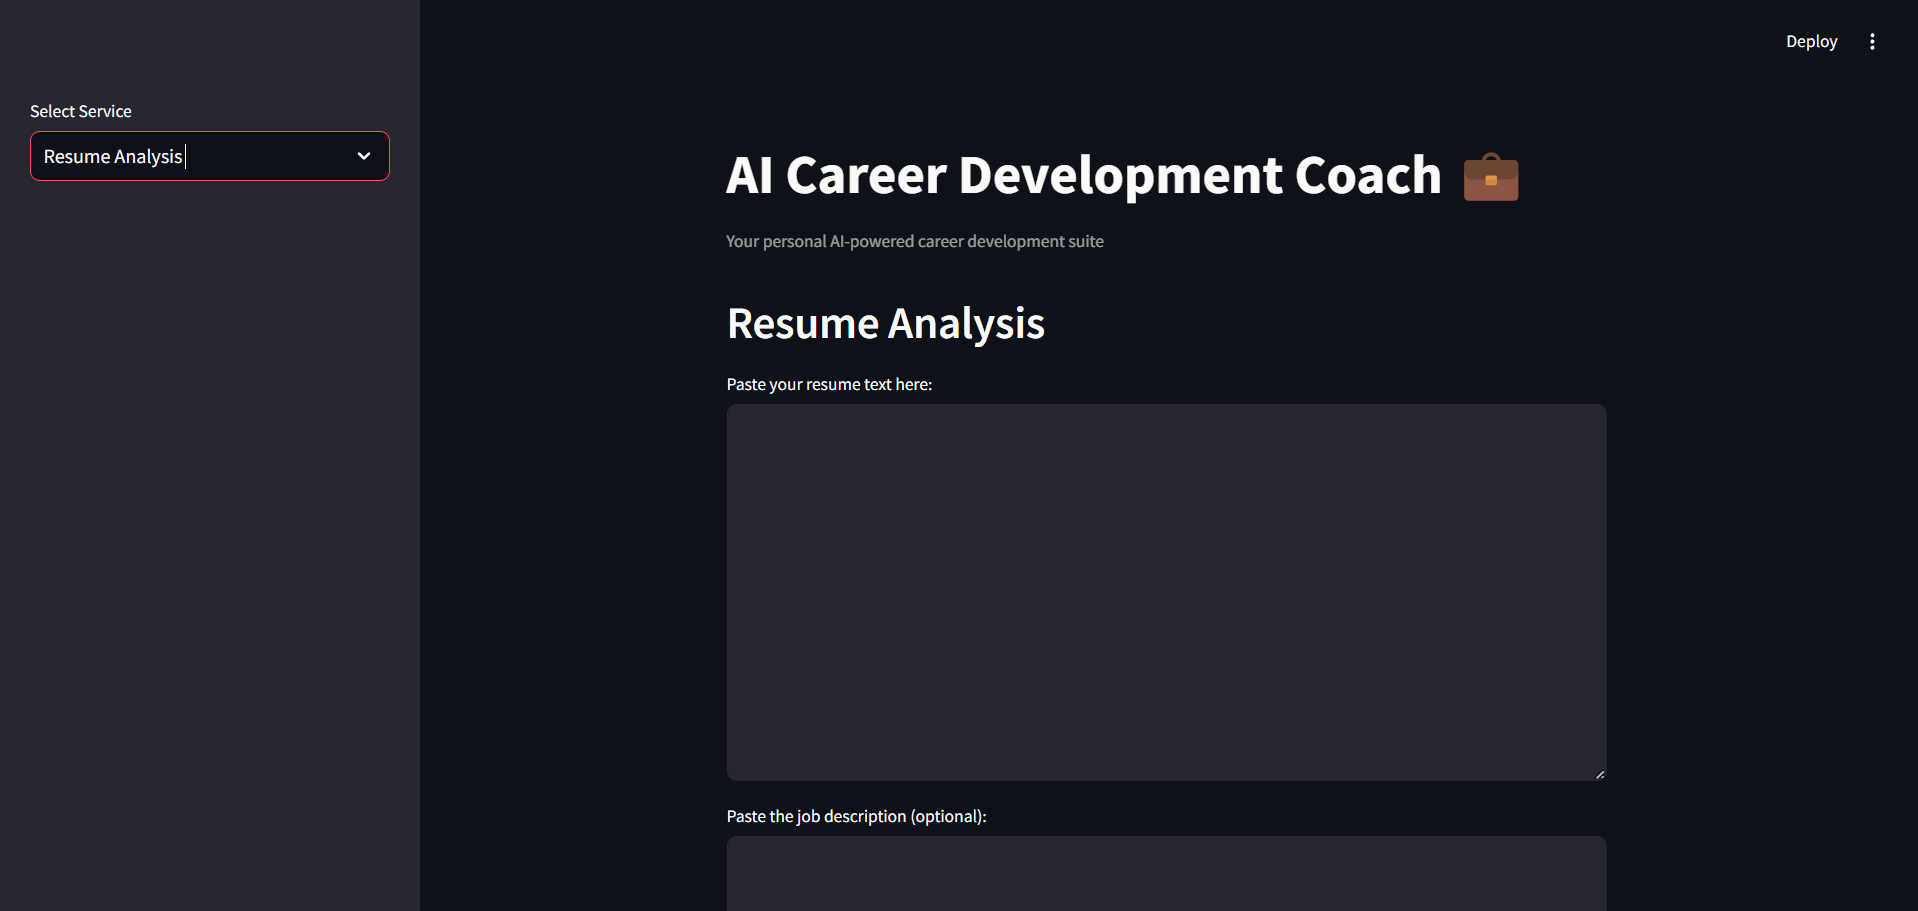 Deploy
Select Service
Resume Analysis
AI Career Development Coach
Your personal AI-powered career development suite
Resume Analysis
Paste your resume text here:
Paste the job description (optional):